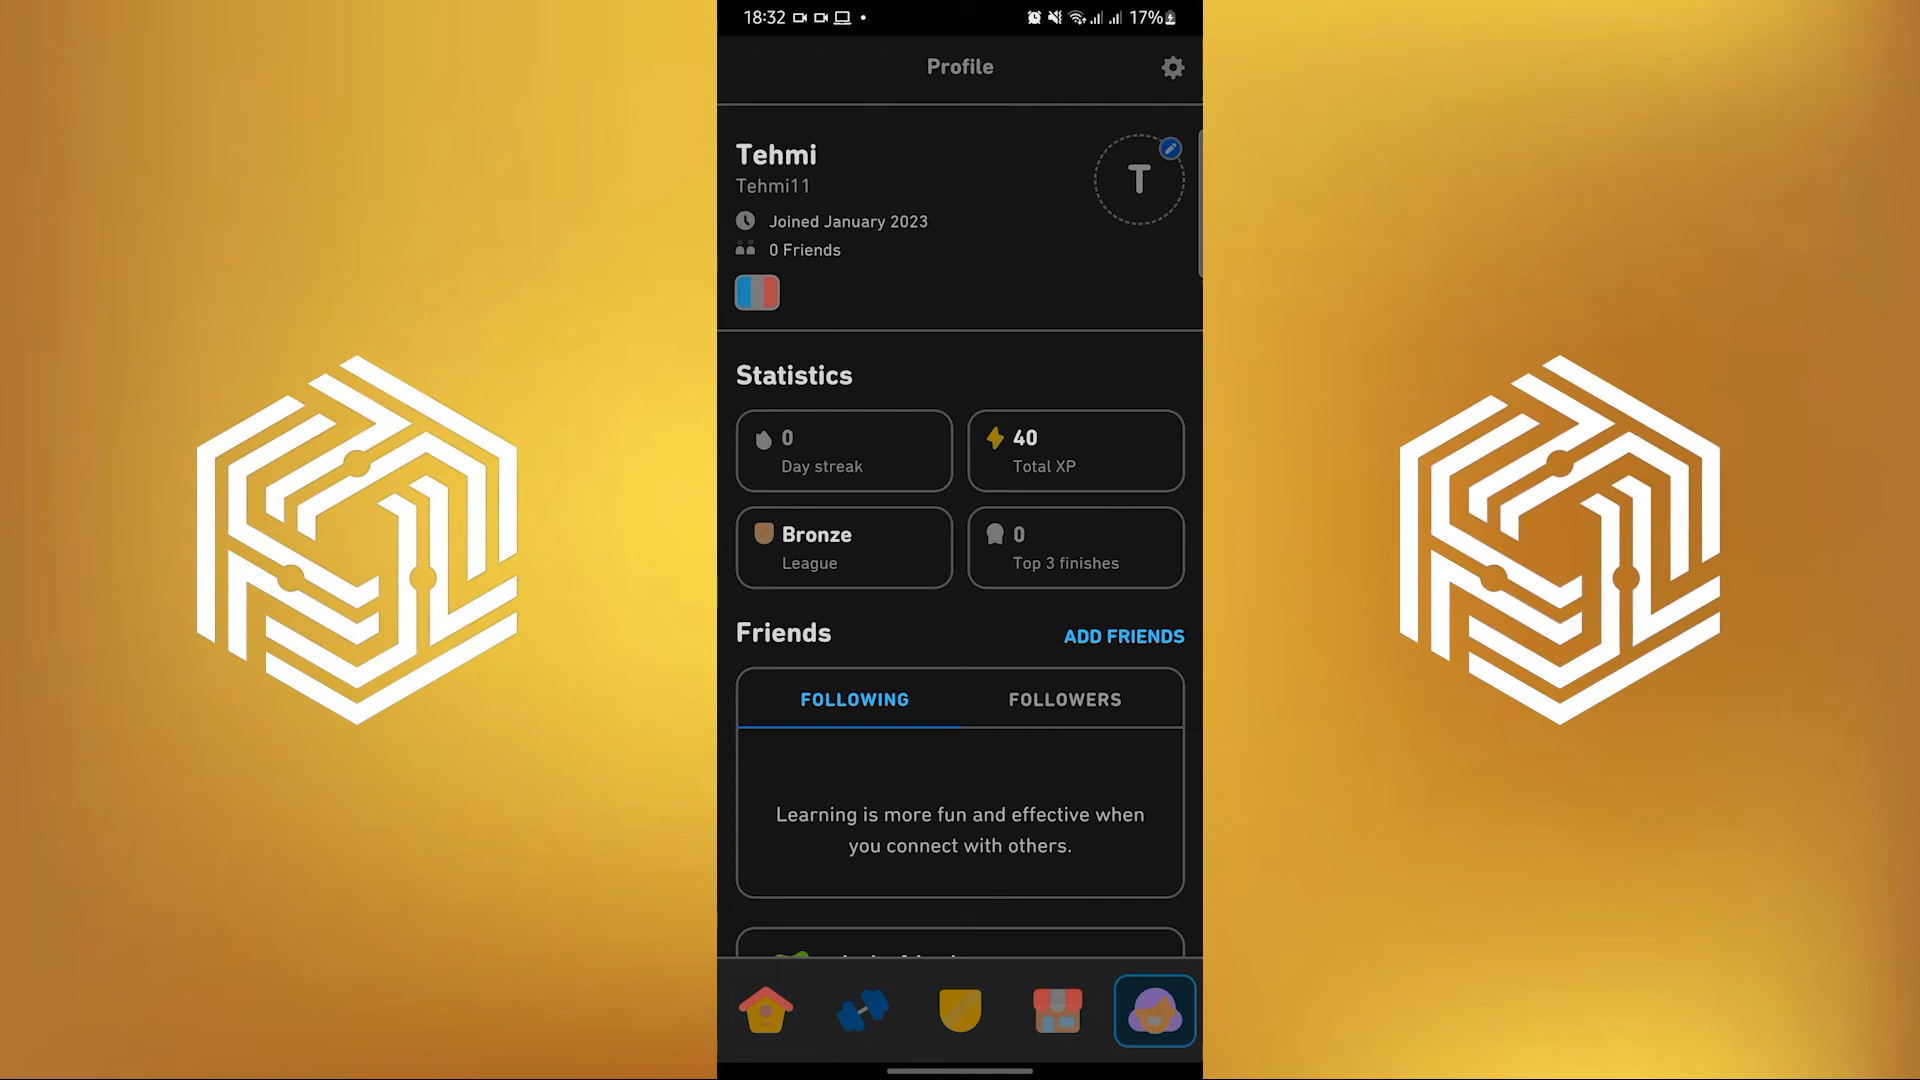 18:32
17%
Profile
Tehmi
Tehmi11
T
Joined January 2023
0 Friends
Statistics
0
Day streak
40
Total XP
Bronze
League
0
Top 3 finishes
Friends
ADD FRIENDS
FOLLOWING
FOLLOWERS
Learning is more fun and effective when
you connect with others.